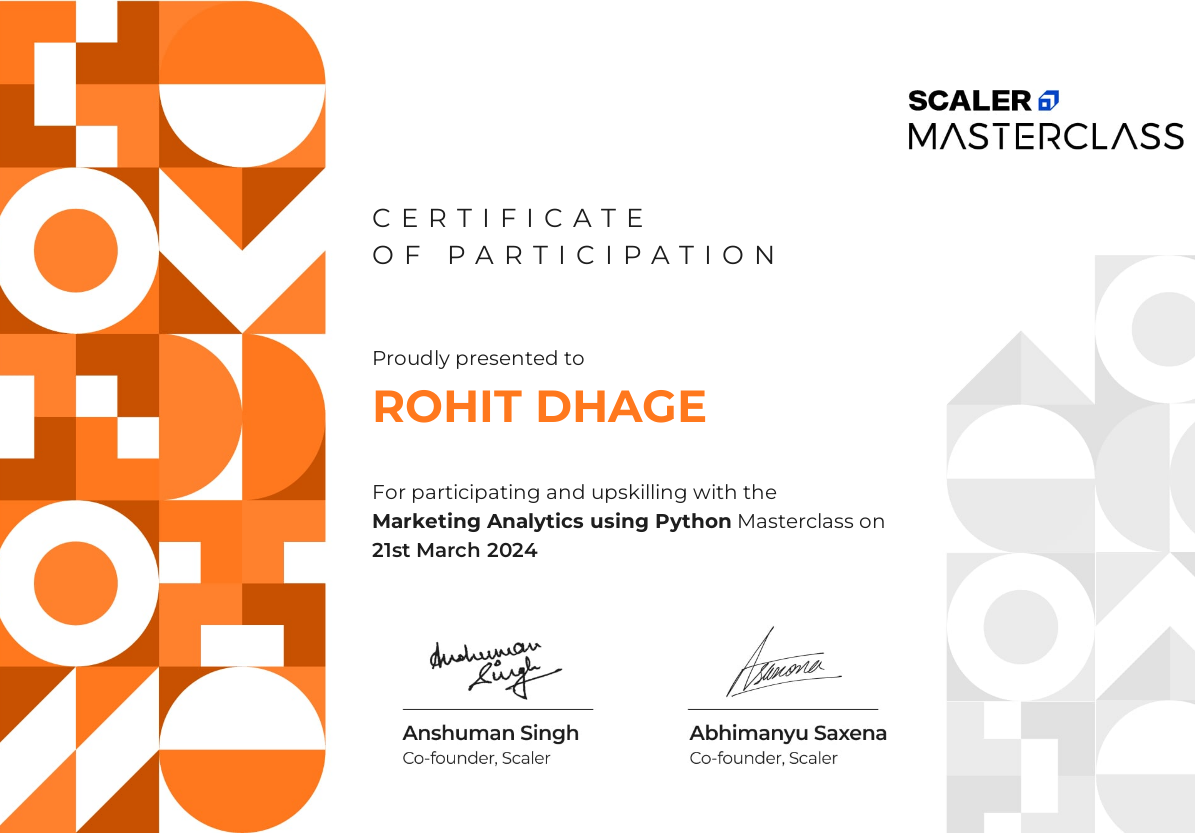 SCALER
MASTERCLASS
CERTIFICATE
OF PARTICIPATION
Proudly presented to
ROHIT DHAGE
For participating and upskilling with the
Marketing Analytics using Python Masterclass on
21st March 2024
Anshuman
Singh
Asaxena
Anshuman Singh
Co-founder, Scaler
Abhimanyu Saxena
Co-founder, Scaler